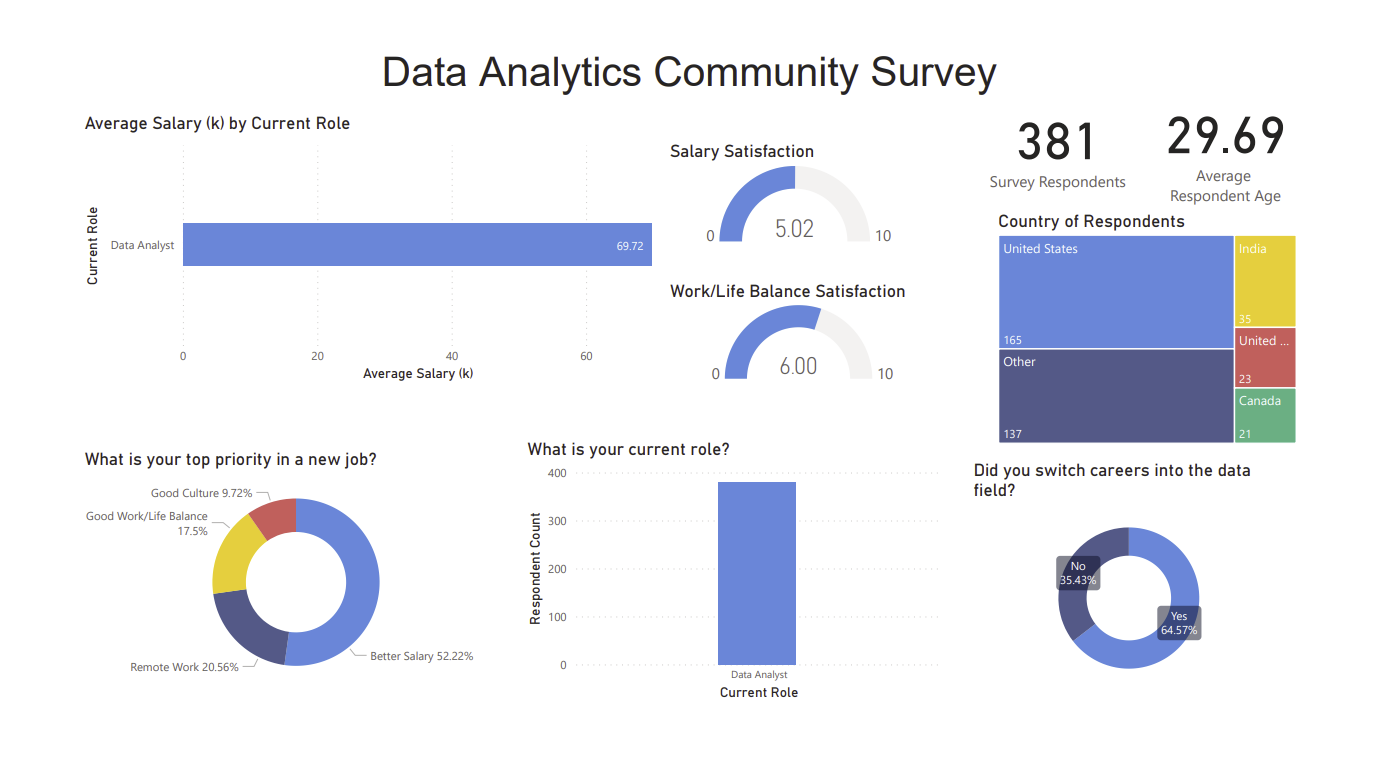 Data Analytics Community Survey
Average Salary (k) by Current Role
Current Role
Data Analyst
69.72
0
20
40
60
Average Salary (k)
Salary Satisfaction
0
5.02
10
Work/Life Balance Satisfaction
0
6.00
10
381
Survey Respondents
29.69
Average
Respondent Age
Country of Respondents
United States
165
Other
137
India
35
United ...
23
Canada
21
What is your top priority in a new job?
Good Culture 9.72%
Good Work/Life Balance
17.5%
Remote Work 20.56%
Better Salary 52.22%
What is your current role?
Respondent Count
400
300
200
100
0
Data Analyst
Current Role
Did you switch careers into the data
field?
No
35.43%
Yes
64.57%